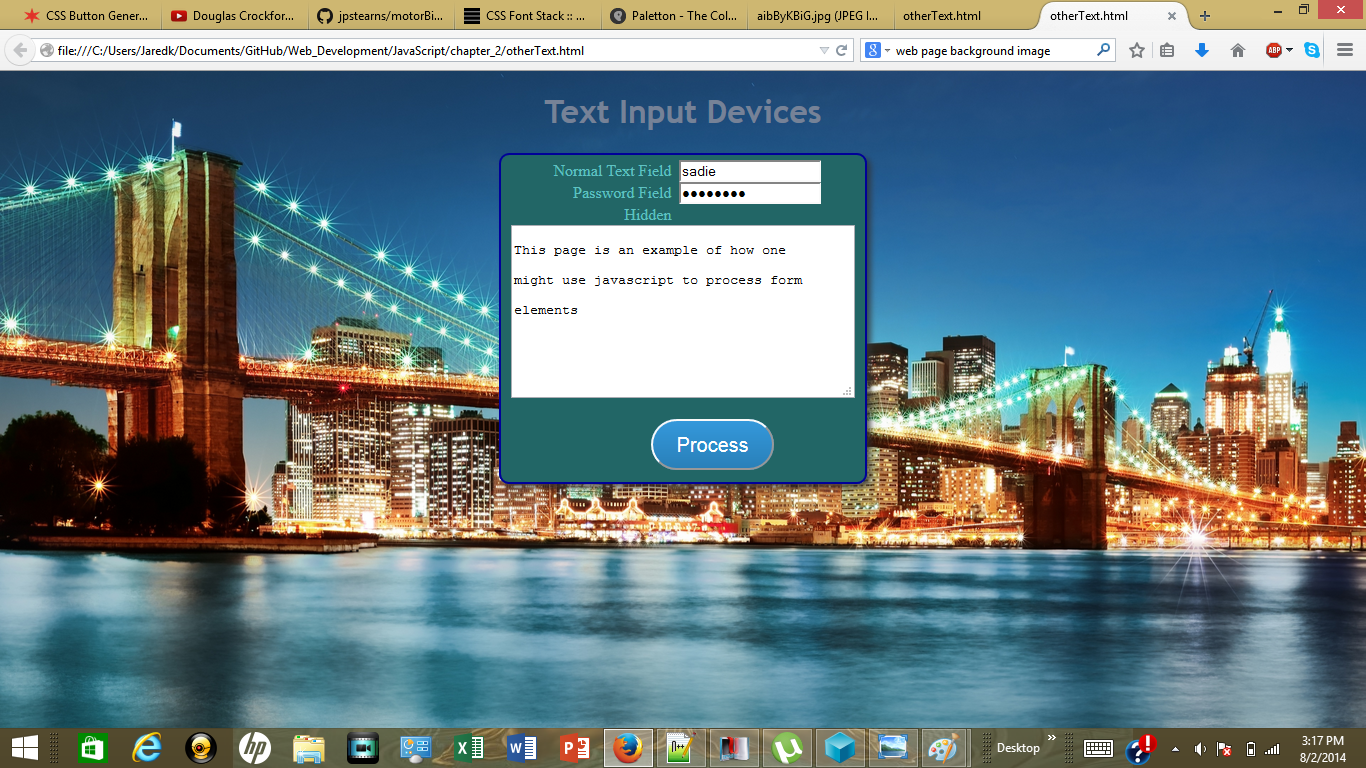 CSS Button Gener...
Douglas Crockfor...
jpstearns/motorBi...
CSS Font Stack :: ...
Paletton - The Col...
aibByKBiG.jpg (JPEG I...
otherText.html
otherText.html
file:///C:/Users/Jaredk/Documents/GitHub/Web_Development/JavaScript/chapter_2/otherText.html
8
web page background image
ABP
Text Input Devices
Normal Text Field
sadie
Password Field
••••••••
Hidden
This page is an example of how one
might use javascript to process form
elements
Process
Desktop
3:17 PM
8/2/2014